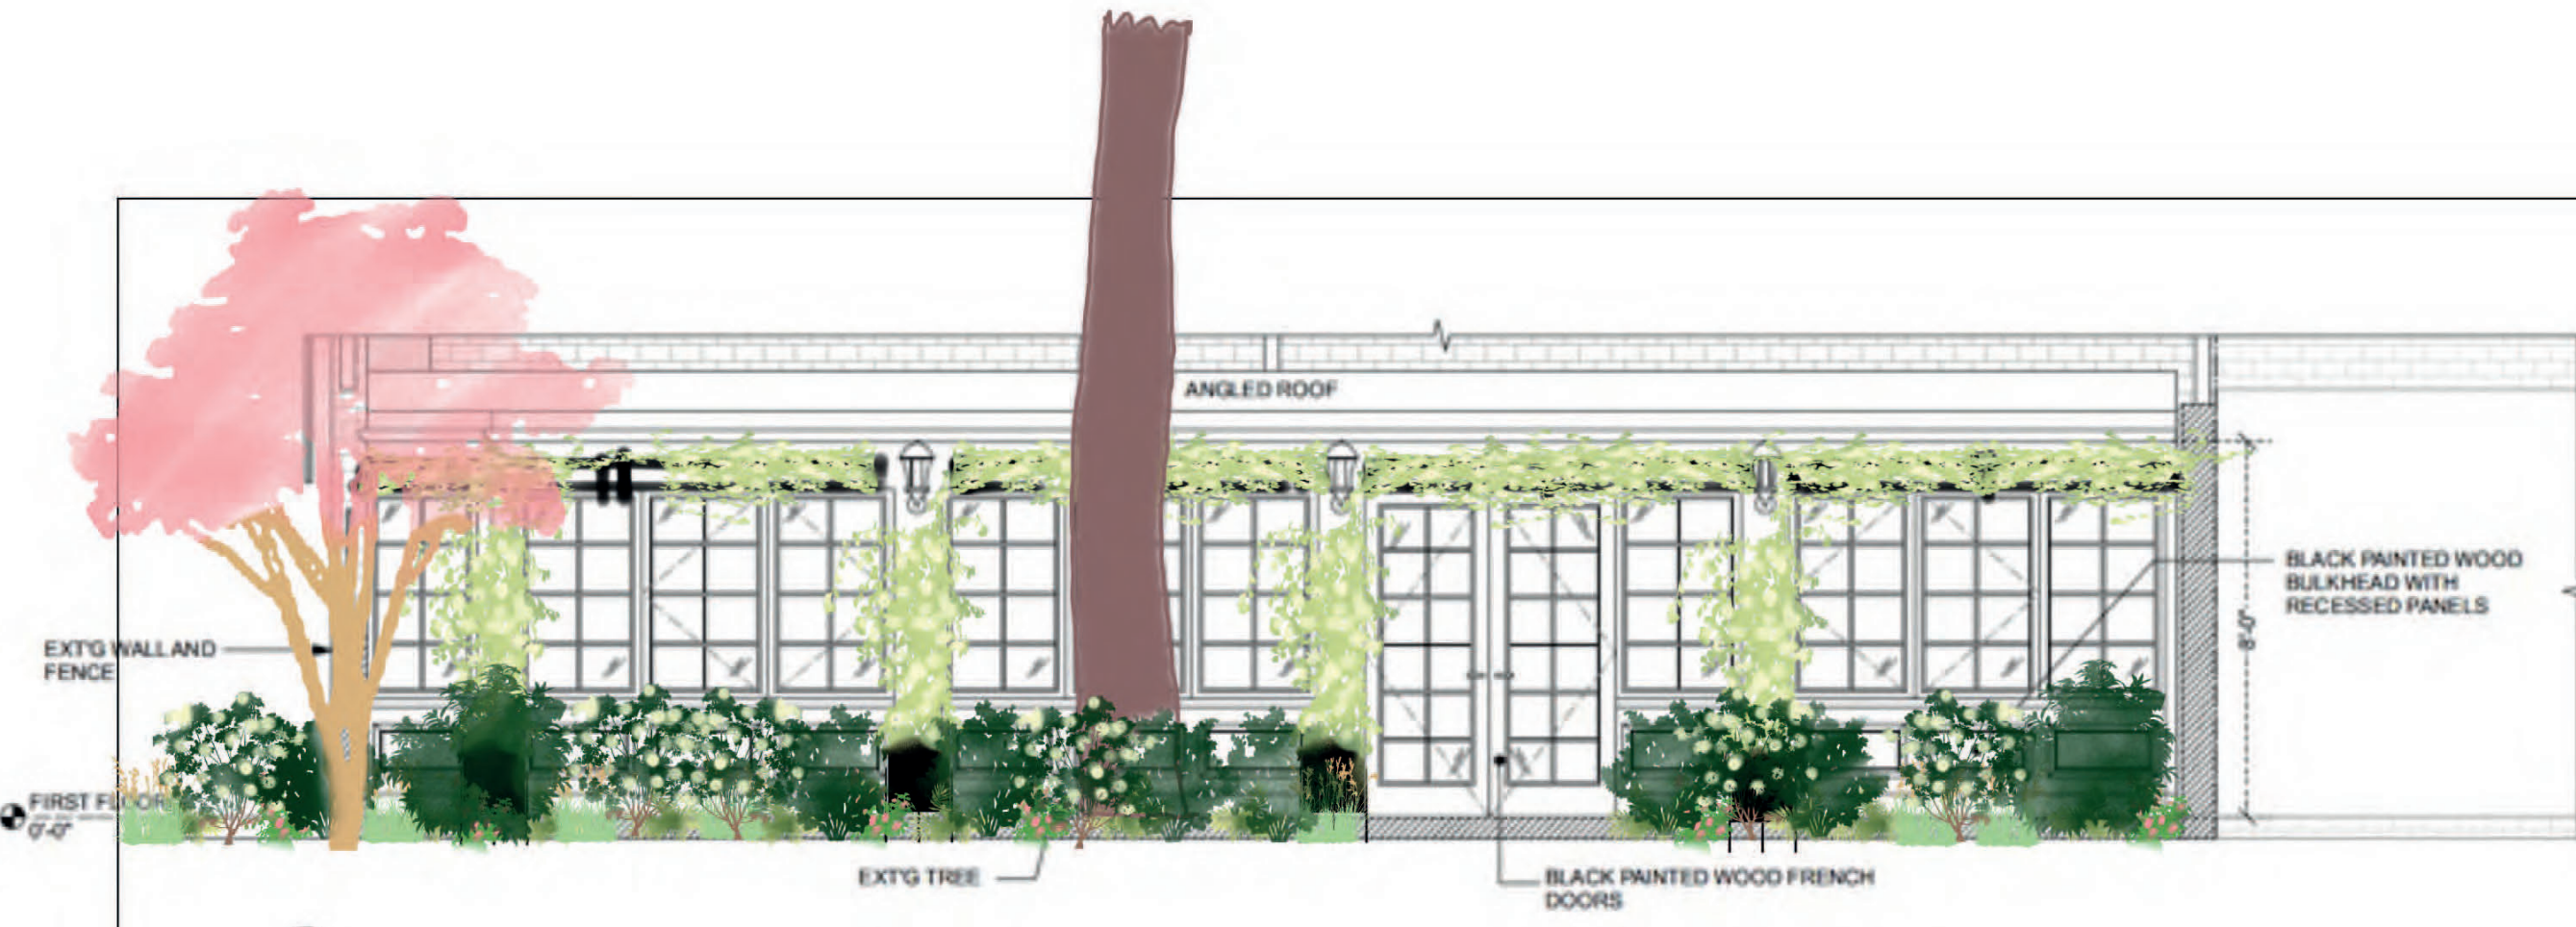 ANGLED ROOF
BLACK PAINTED WOOD
BULKHEAD WITH
RECESSED PANELS
8'-0"
EXT'G WALL AND
FENCE
FIRST FLOOR
0'-0"
EXT'G TREE
BLACK PAINTED WOOD FRENCH
DOORS